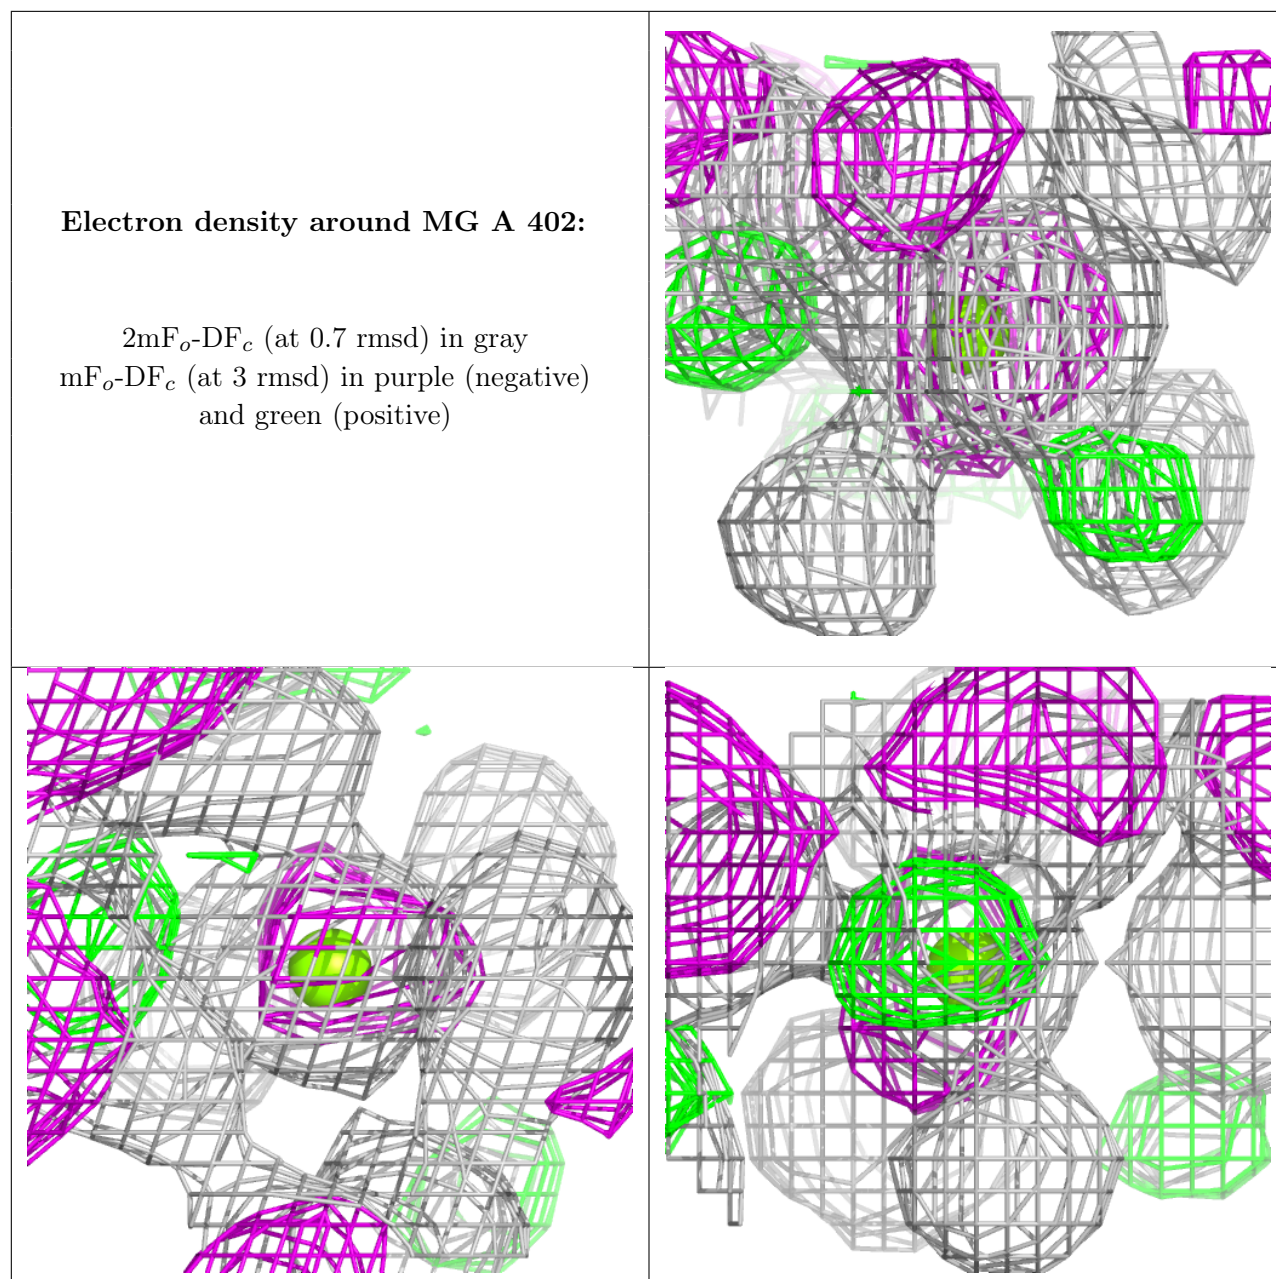 Electron density around MG A 402:
2mFo-DFc (at 0.7 rmsd) in gray
mFo-DFc (at 3 rmsd) in purple (negative)
and green (positive)